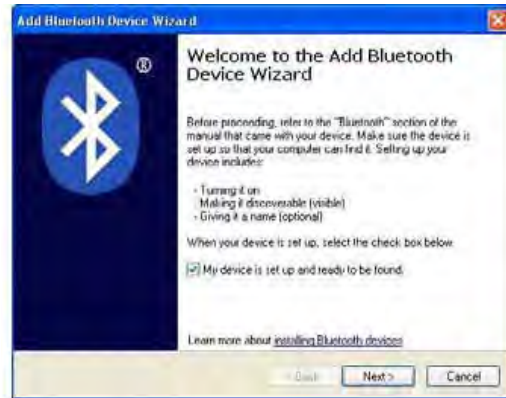 Add Bluetooth Device Wizard
®
Welcome to the Add Bluetooth
Device Wizard
Before proceeding, refer to the "Bluetooth" section of the
manual that came with your device. Make sure the device is
set up so that your computer can find it. Setting up your
device includes:
- Turning it on
- Making it discoverable (visible)
- Giving it a name (optional)
When your device is set up, select the check box below.
My device is set up and ready to be found.
Learn more about installing Bluetooth devices
< Back
Next >
Cancel